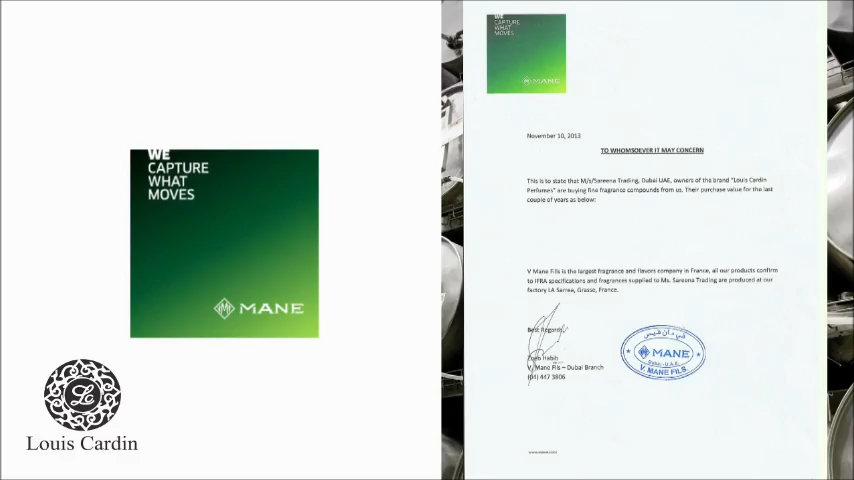 WE
CAPTURE
WHAT
MOVES
MANE
Louis Cardin
WE
CAPTURE
WHAT
MOVES
MANE
November 10, 2013
TO WHOMSOEVER IT MAY CONCERN
This is to state that M/s/Sareena Trading, Dubai UAE, owners of the brand "Louis Cardin
Perfumes" are buying fine fragrance compounds from us. Their purchase value for the last
couple of years as below:
V Mane Fils is the largest fragrance and flavors company in France, all our products confirm
to IFRA specifications and fragrances supplied to Ms. Sareena Trading are produced at our
factory LA Sarree, Grasse, France.
Best Regards,
Habib
V. Mane Fils – Dubai Branch
(04) 447 3806
MANE
Dubai - U.A.E.
V. MANE FILS